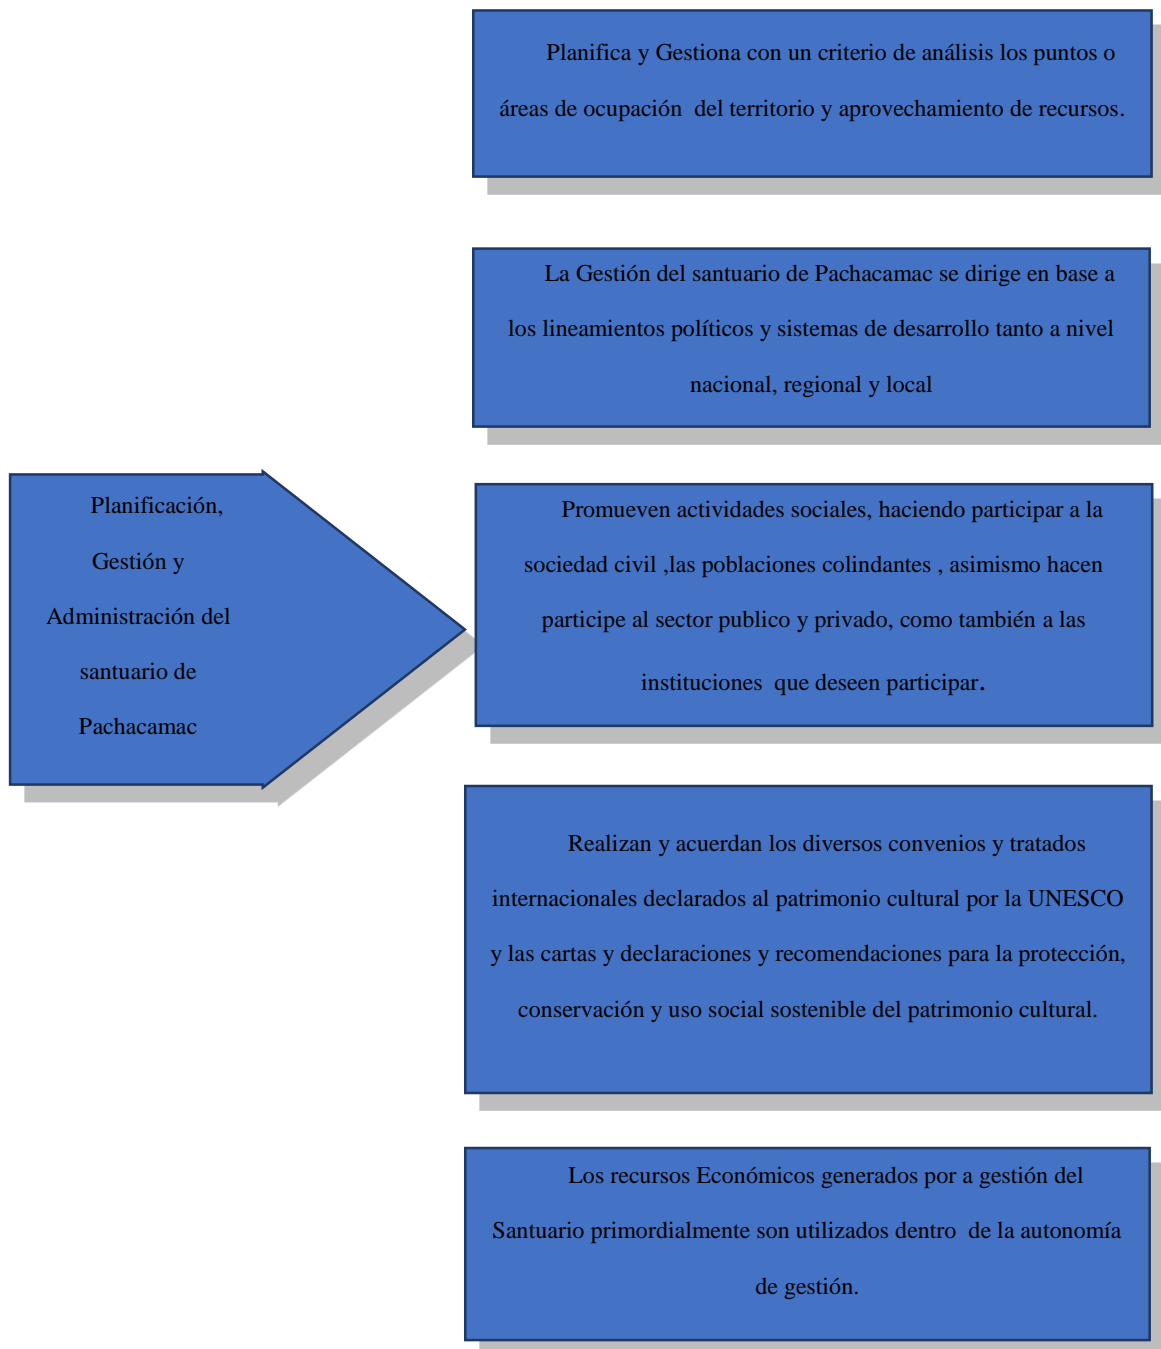 Planifica y Gestiona con un criterio de análisis los puntos o
áreas de ocupación  del territorio y aprovechamiento de recursos.
La Gestión del santuario de Pachacamac se dirige en base a
los lineamientos políticos y sistemas de desarrollo tanto a nivel
nacional, regional y local
Planificación,
Gestión y
Administración del
santuario de
Pachacamac
Promueven actividades sociales, haciendo participar a la
sociedad civil ,las poblaciones colindantes , asimismo hacen
participe al sector publico y privado, como también a las
instituciones  que deseen participar.
Realizan y acuerdan los diversos convenios y tratados
internacionales declarados al patrimonio cultural por la UNESCO
y las cartas y declaraciones y recomendaciones para la protección,
conservación y uso social sostenible del patrimonio cultural.
Los recursos Económicos generados por a gestión del
Santuario primordialmente son utilizados dentro  de la autonomía
de gestión.